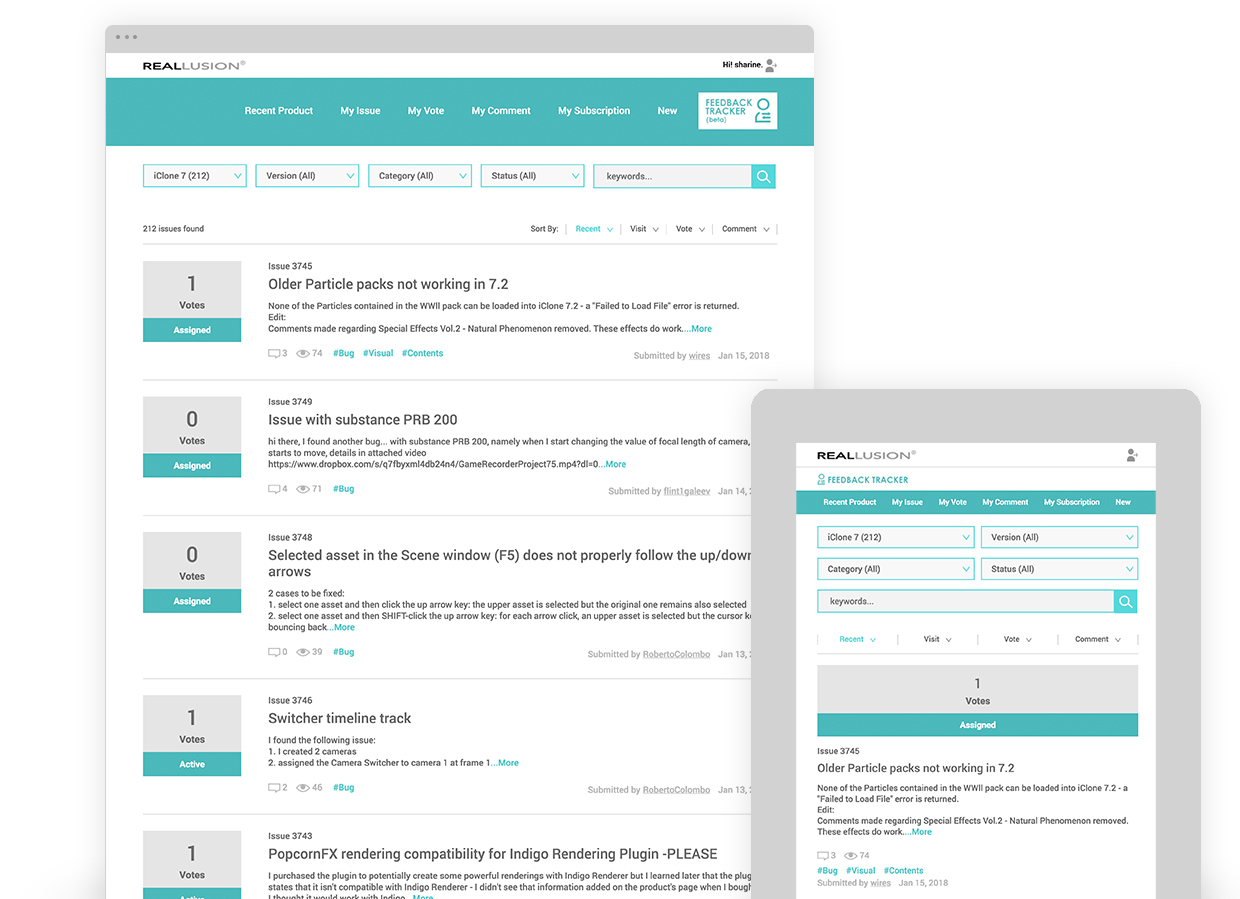 REALLUSION®
Hi! sharine.
Recent Product My Issue My Vote My Comment My Subscription New
FEEDBACK
TRACKER
(beta)
iClone 7 (212) Version (All) Category (All) Status (All) keywords...
212 issues found Sort By: Recent Visit Vote Comment
1
Votes
Assigned
Issue 3745
Older Particle packs not working in 7.2
None of the Particles contained in the WWll pack can be loaded into iClone 7.2 - a "Failed to Load File" error is returned.
Edit:
Comments made regarding Special Effects Vol.2 - Natural Phenomenon removed. These effects do work....More
3 74 #Bug #Visual #Contents
Submitted by wires Jan 15, 2018
0
Votes
Assigned
Issue 3749
Issue with substance PRB 200
hi there, I found another bug... with substance PRB 200, namely when I start changing the value of focal length of camera,
starts to move, details in attached video
https://www.dropbox.com/s/q7fbyxml4db24n4/GameRecorderProject75.mp4?dl=0...More
4 71 #Bug
Submitted by flint1galeev Jan 14,
0
Votes
Assigned
Issue 3748
Selected asset in the Scene window (F5) does not properly follow the up/down
arrows
2 cases to be fixed:
1. select one asset and then click the up arrow key: the upper asset is selected but the original one remains also selected
2. select one asset and then SHIFT-click the up arrow key: for each arrow click, an upper asset is selected but the cursor
bouncing back...More
0 39 #Bug
Submitted by RobertoColombo Jan 13,
1
Votes
Active
Issue 3746
Switcher timeline track
I found the following issue:
1. I created 2 cameras
2. assigned the Camera Switcher to camera 1 at frame 1...More
2 46 #Bug
Submitted by RobertoColombo Jan 13,
1
Votes
Active
Issue 3743
PopcornFX rendering compatibility for Indigo Rendering Plugin -PLEASE
I purchased the plugin to potentially create some powerful renderings with Indigo Renderer but I learned later that the plug
states that it isn't compatible with Indigo Renderer - I didn't see that information added on the product's page when I bough
I thought it would work with Indigo...More
REALLUSION®
FEEDBACK TRACKER
Recent Product My Issue My Vote My Comment My Subscription New
iClone 7 (212) Version (All)
Category (All) Status (All)
keywords...
Recent Visit Vote Comment
1
Votes
Assigned
Issue 3745
Older Particle packs not working in 7.2
None of the Particles contained in the WWll pack can be loaded into iClone 7.2 - a
"Failed to Load File" error is returned.
Edit:
Comments made regarding Special Effects Vol.2 - Natural Phenomenon removed.
These effects do work....More
3 74
#Bug #Visual #Contents
Submitted by wires Jan 15, 2018